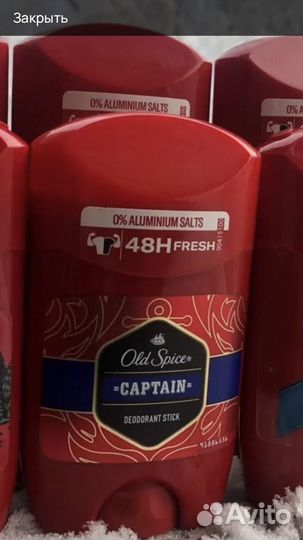 Закрыть
0% ALUMINIUM SALTS
0% ALUMINIUM SALTS
48H FRESH
Old Spice®
CAPTAIN
DEODORANT STICK
Avito